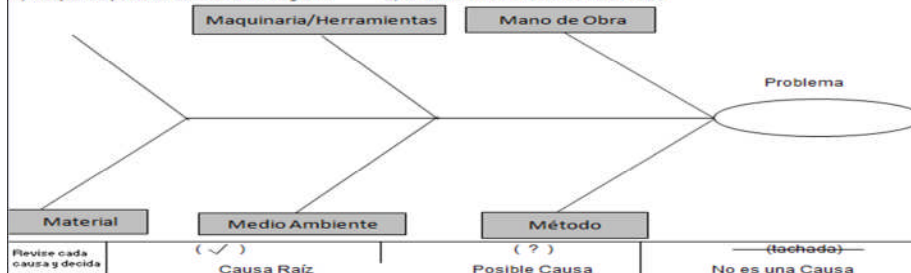 Maquinaria/Herramientas
Mano de Obra
Problema
Material
Medio Ambiente
Método
Revise cada
causa y decida
( ✓ )
Causa Raíz
( ? )
Posible Causa
(tachada)
No es una Causa